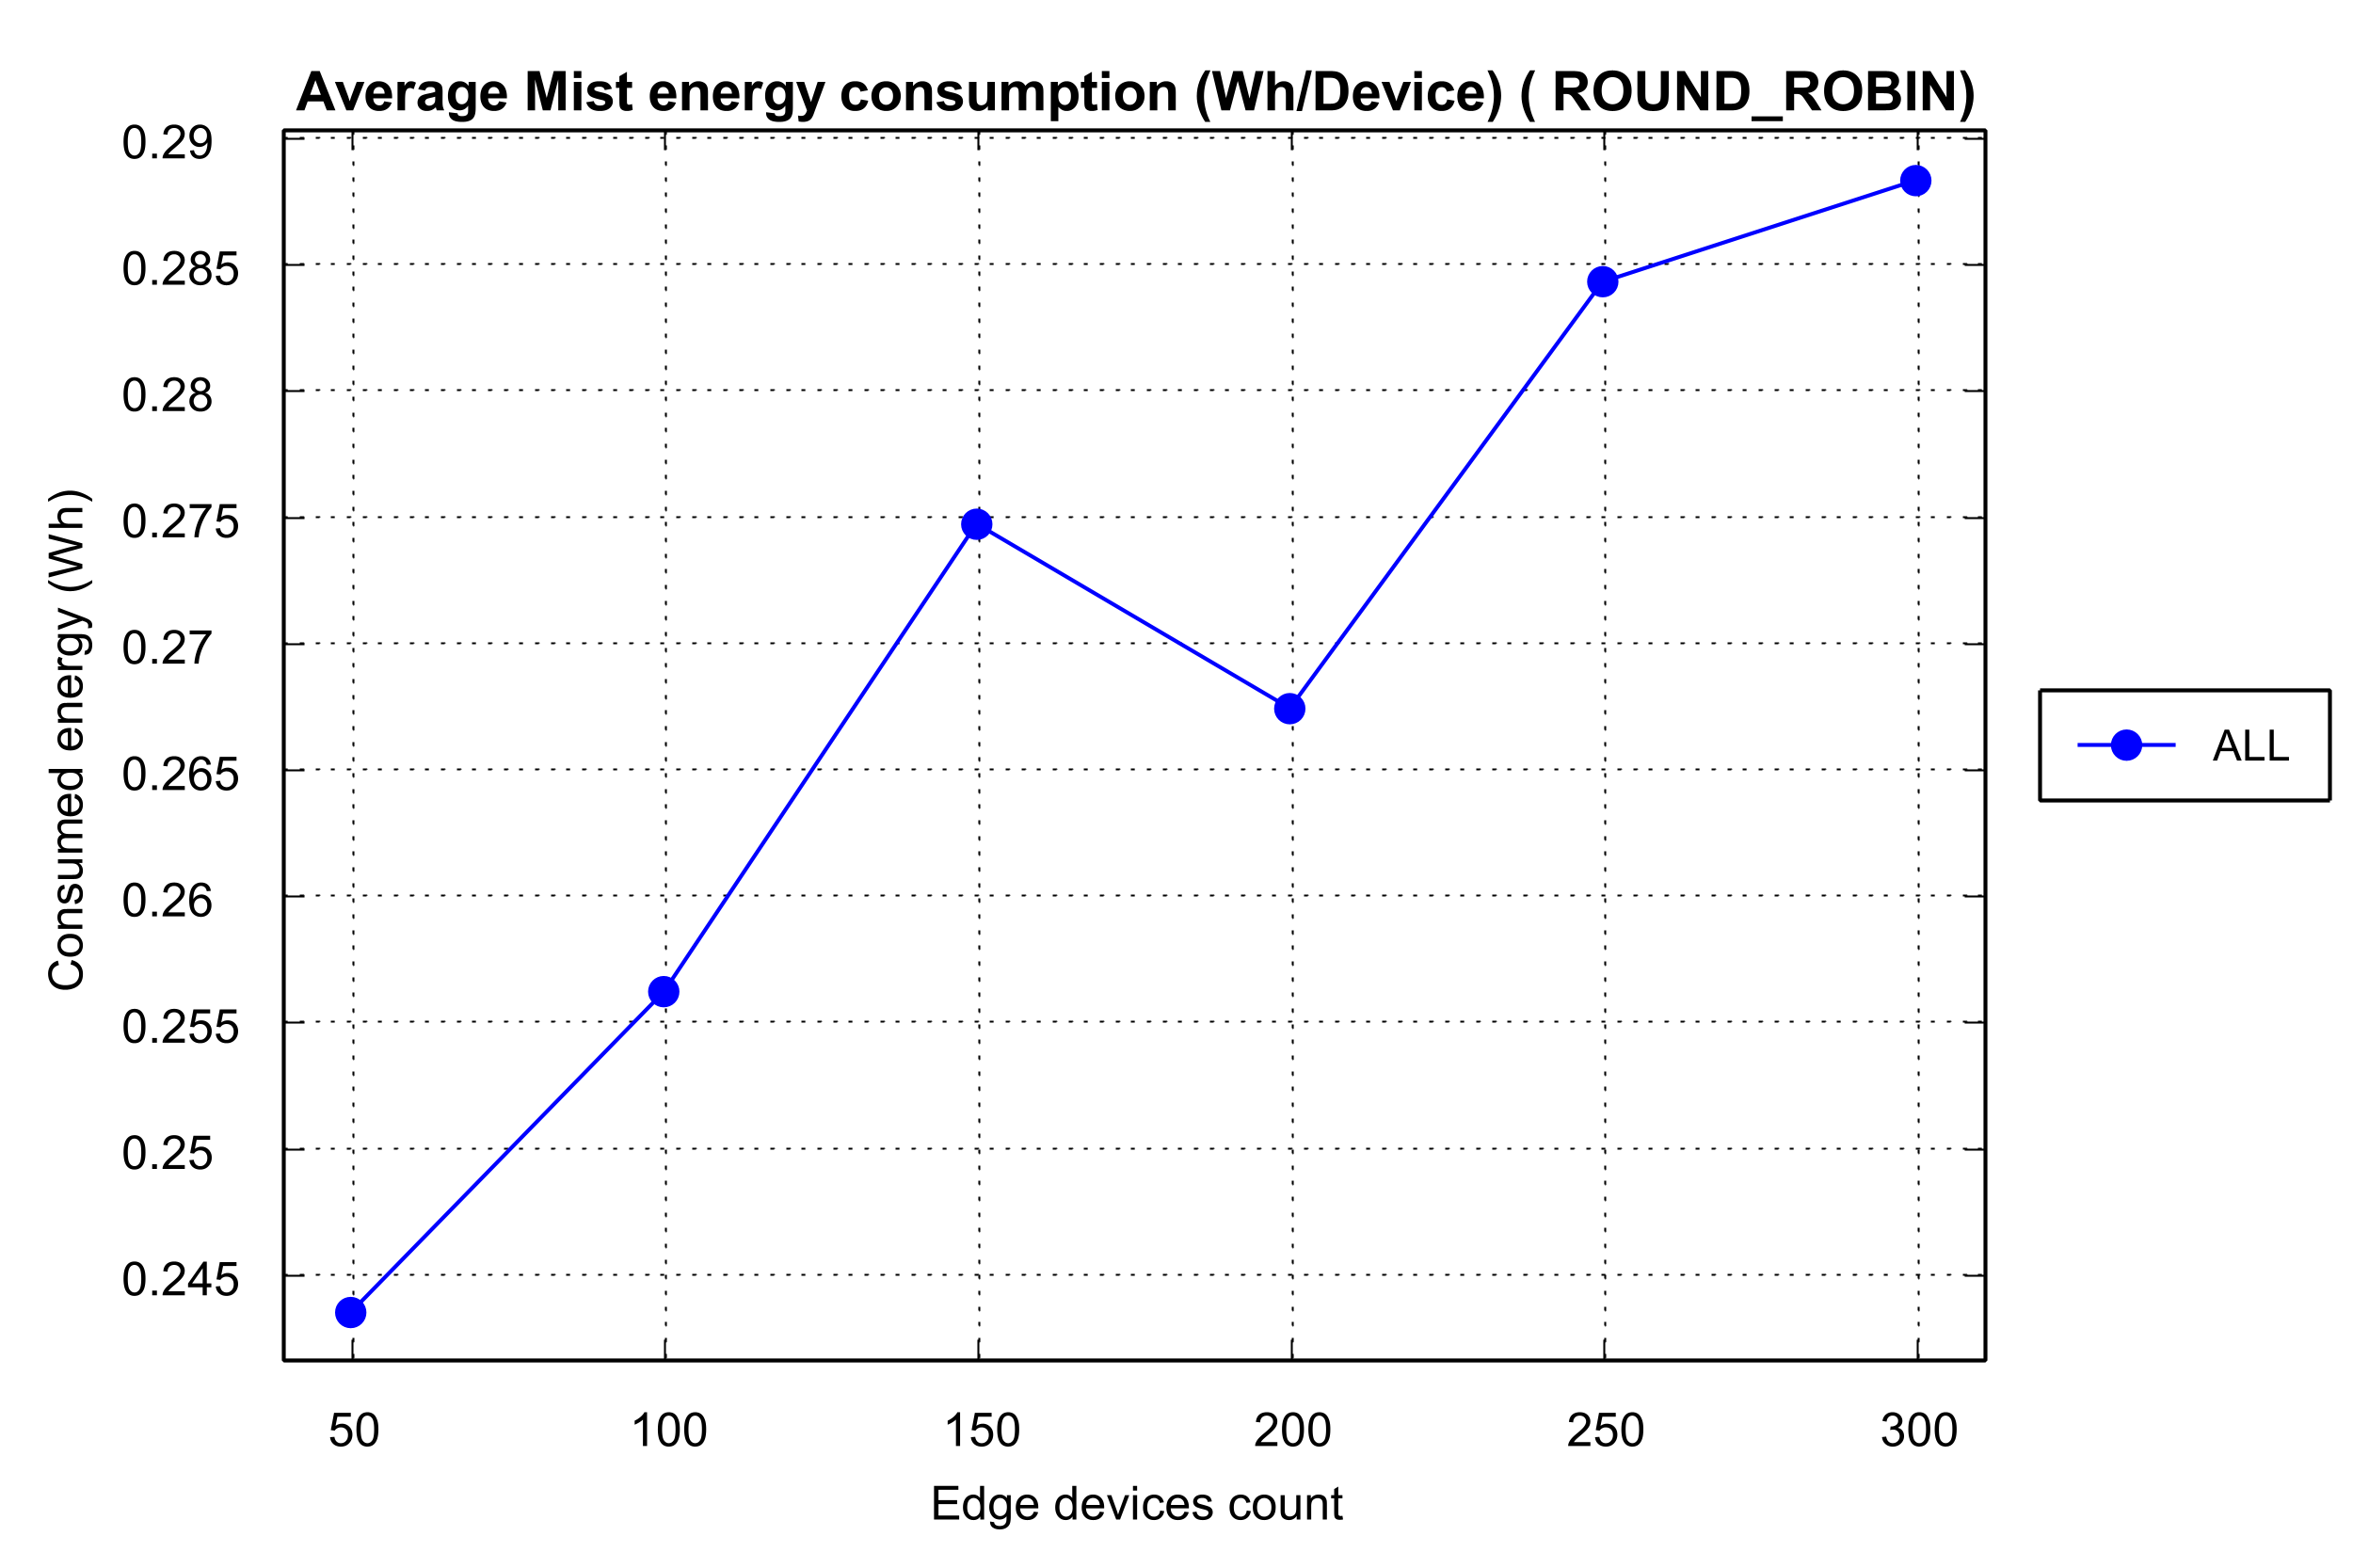 Average Mist energy consumption (Wh/Device) ( ROUND_ROBIN)
0.29
0.285
0.28
0.275
0.27
0.265
0.26
0.255
0.25
0.245
Consumed energy (Wh)
50 100 150 200 250 300
Edge devices count
ALL